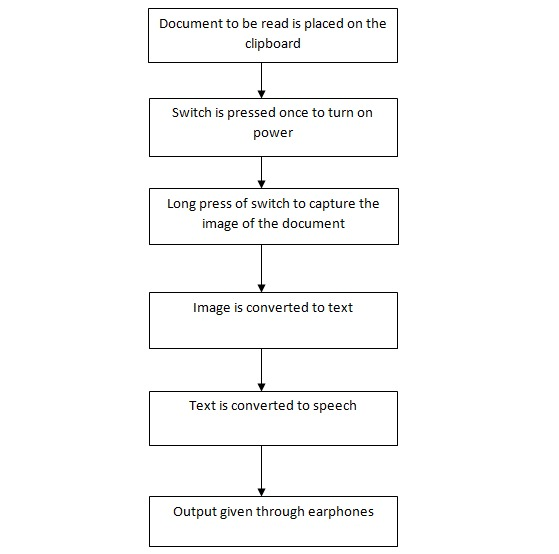 Document to be read is placed on the
clipboard
Switch is pressed once to turn on
power
Long press of switch to capture the
image of the document
Image is converted to text
Text is converted to speech
Output given through earphones